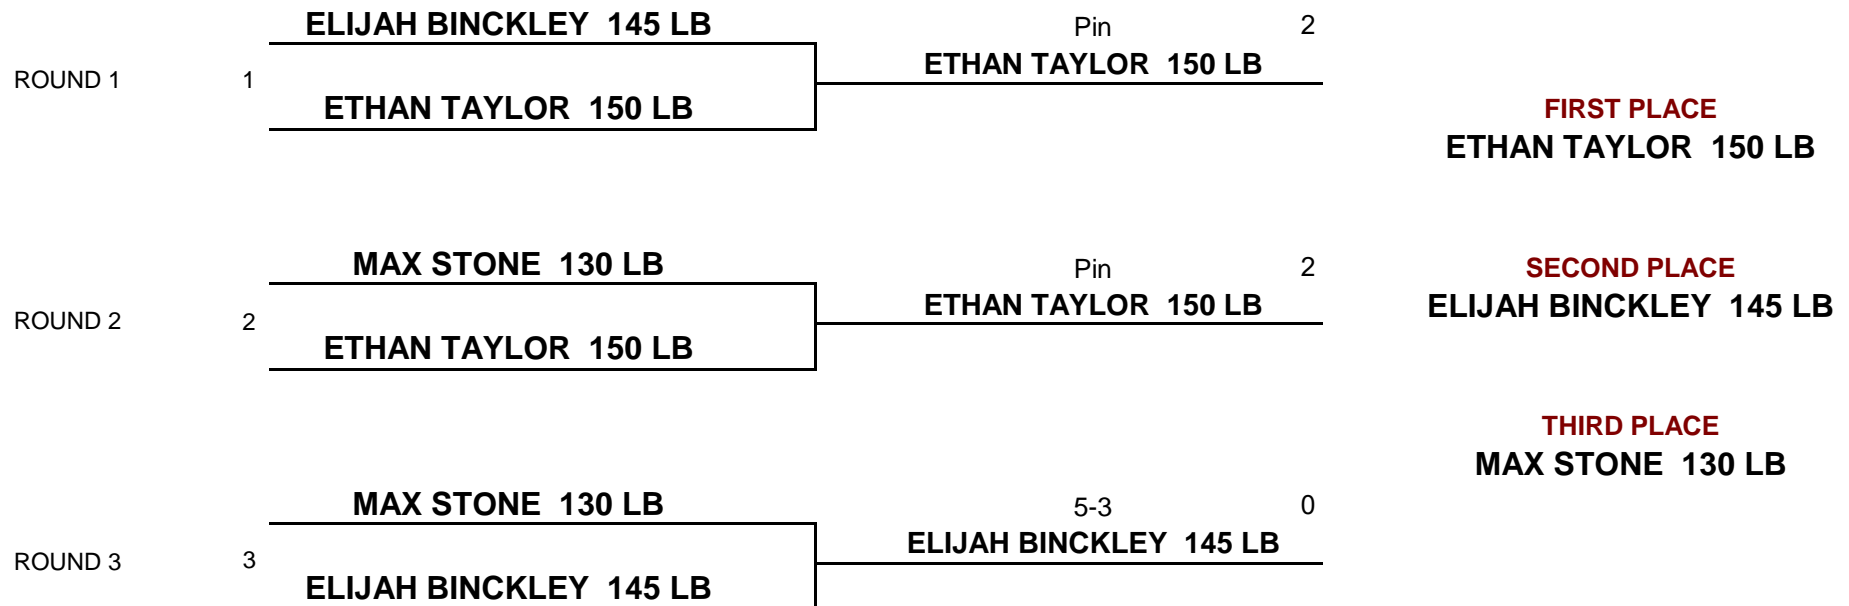 ELIJAH BINCKLEY 145 LB
Pin 2
ETHAN TAYLOR 150 LB
ROUND 1 1
ETHAN TAYLOR 150 LB
FIRST PLACE
ETHAN TAYLOR 150 LB
MAX STONE 130 LB
Pin 2
ETHAN TAYLOR 150 LB
ROUND 2 2
ETHAN TAYLOR 150 LB
SECOND PLACE
ELIJAH BINCKLEY 145 LB
THIRD PLACE
MAX STONE 130 LB
MAX STONE 130 LB
5-3 0
ELIJAH BINCKLEY 145 LB
ROUND 3 3
ELIJAH BINCKLEY 145 LB